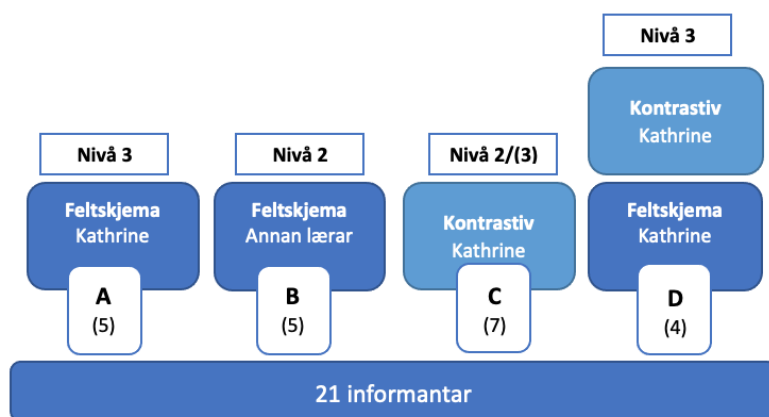 Nivå 3
Kontrastiv
Kathrine
Nivå 3
Feltskjema
Kathrine
A
(5)
Nivå 2
Feltskjema
Annan lærar
B
(5)
Nivå 2/(3)
Kontrastiv
Kathrine
C
(7)
Feltskjema
Kathrine
D
(4)
21 informantar